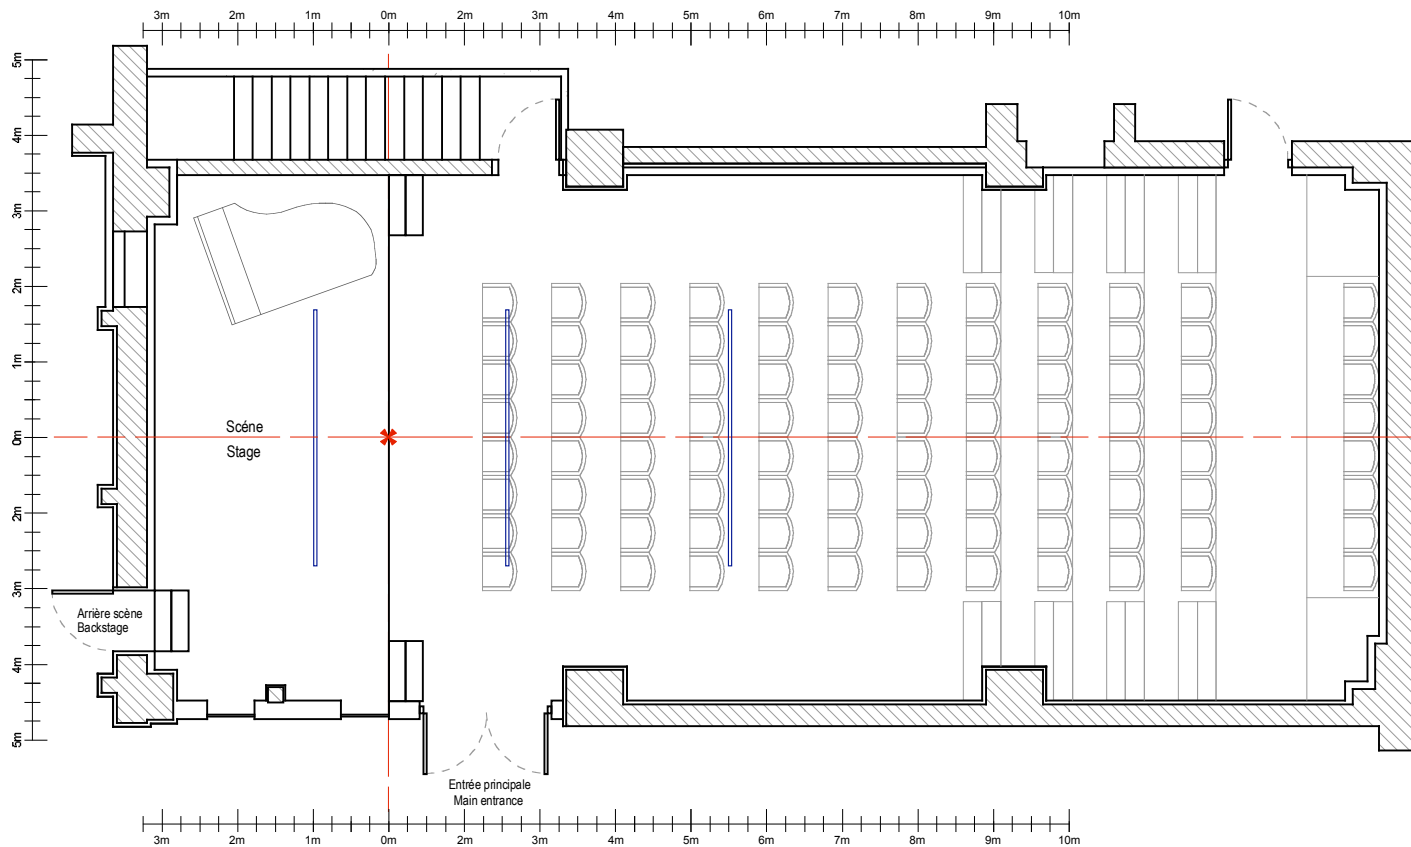 3m 2m 1m 0m 2m 3m 4m 5m 6m 7m 8m 9m 10m
5m
4m
3m
2m
1m
0m
2m
3m
4m
5m
Scéne
Stage
Arrière scène
Backstage
Entrée principale
Main entrance
3m 2m 1m 0m 2m 3m 4m 5m 6m 7m 8m 9m 10m